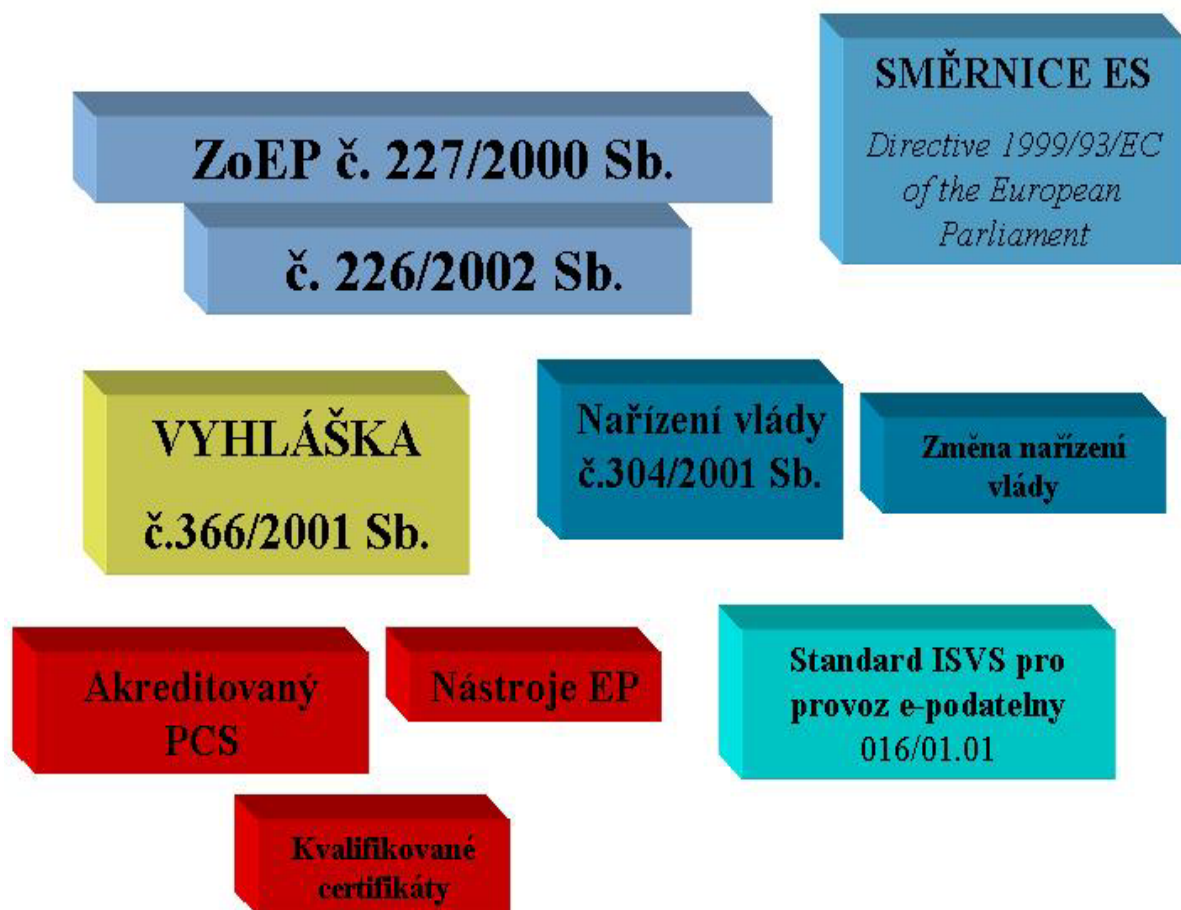 ZoEP č. 227/2000 Sb.
č. 226/2002 Sb.
SMĚRNICE ES
Directive 1999/93/EC
of the European
Parliament
VYHLÁŠKA
č.366/2001 Sb.
Nařízení vlády
č.304/2001 Sb.
Změna nařízení
vlády
Akreditovaný
PCS
Nástroje EP
Standard ISVS pro
provoz e-podatelny
016/01.01
Kvalifikované
certifikáty